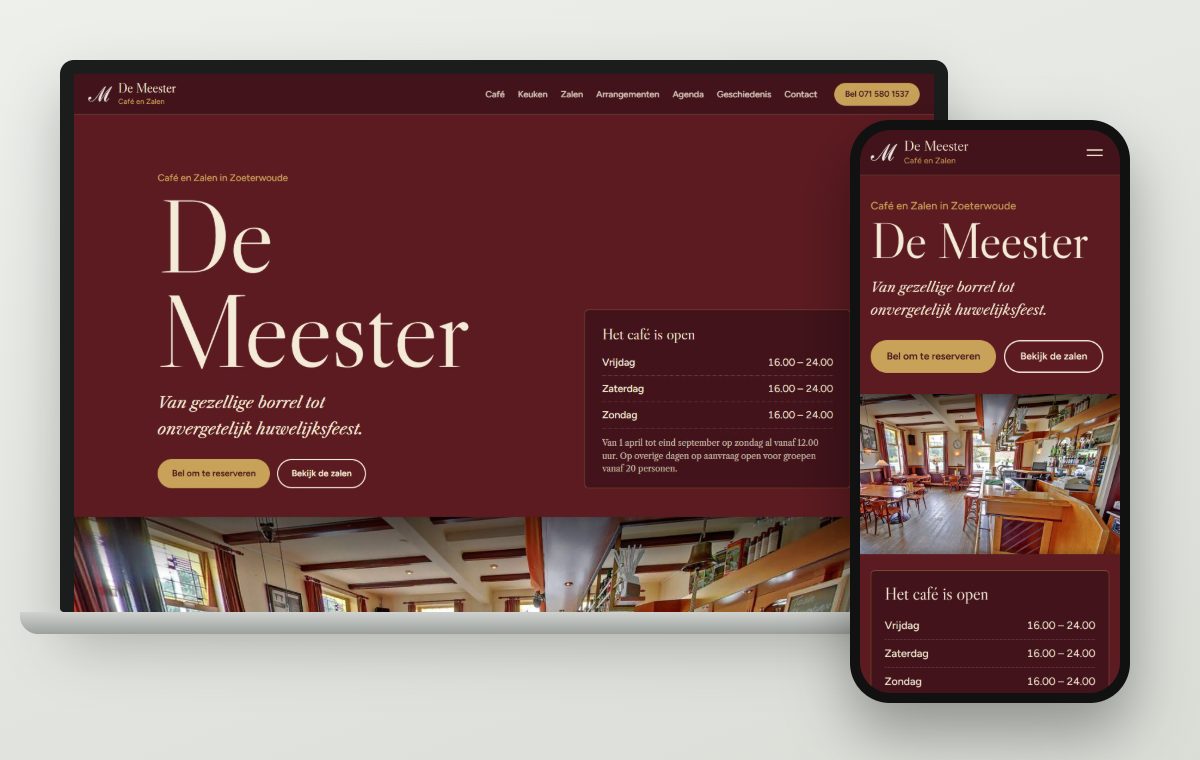 De Meester
Café en Zalen
Café Keuken Zalen Arrangementen Agenda Geschiedenis Contact Bel 071 580 1537
Café en Zalen in Zoeterwoude
De
Meester
Van gezellige borrel tot
onvergetelijk huwelijksfeest.
Bel om te reserveren Bekijk de zalen
Het café is open
Vrijdag 16.00 – 24.00
Zaterdag 16.00 – 24.00
Zondag 16.00 – 24.00
Van 1 april tot eind september op zondag al vanaf 12.00
uur. Op overige dagen op aanvraag open voor groepen
vanaf 20 personen.
De Meester
Café en Zalen
Café en Zalen in Zoeterwoude
De Meester
Van gezellige borrel tot
onvergetelijk huwelijksfeest.
Bel om te reserveren Bekijk de zalen
Het café is open
Vrijdag 16.00 – 24.00
Zaterdag 16.00 – 24.00
Zondag 16.00 – 24.00